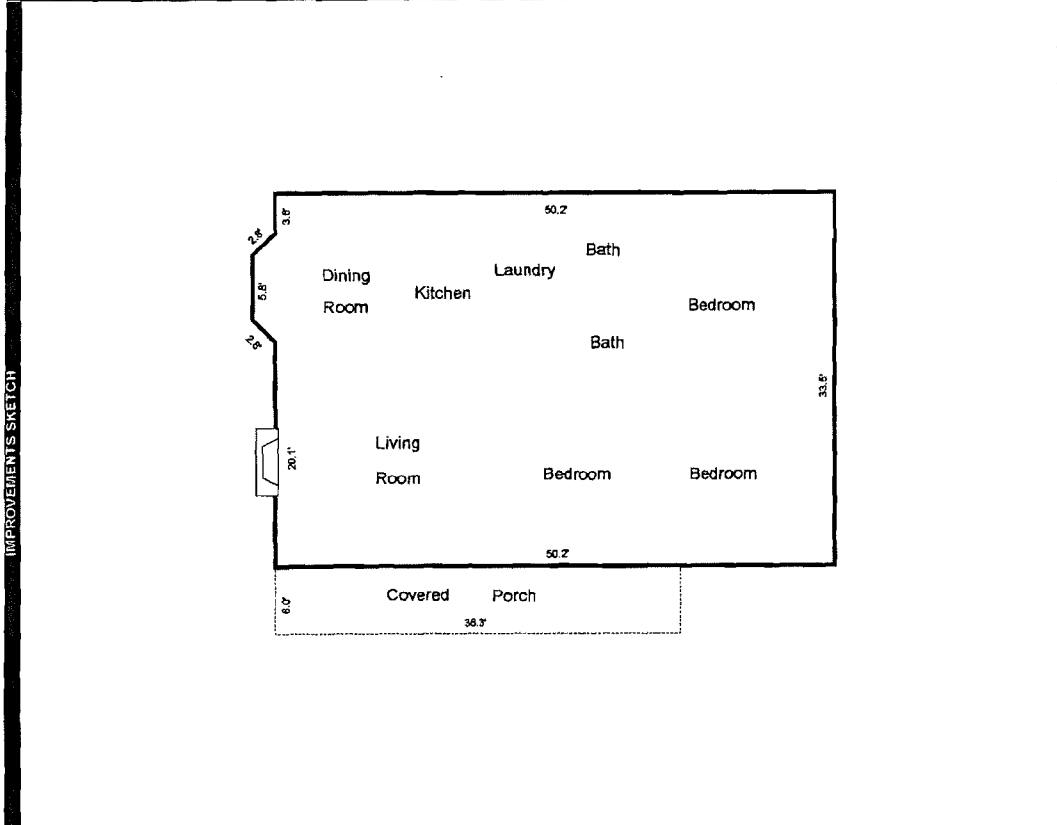 IMPROVEMENTS SKETCH
50.2'
3.8'
2.8'
Bath
Laundry
Dining
Room
5.8'
Kitchen
Bedroom
2.8'
Bath
33.5'
Living
Room
20.1'
Bedroom
Bedroom
50.2'
Covered Porch
6.0'
36.3'